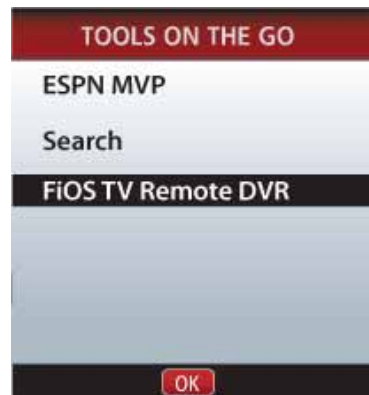 TOOLS ON THE GO
ESPN MVP
Search
FiOS TV Remote DVR
OK